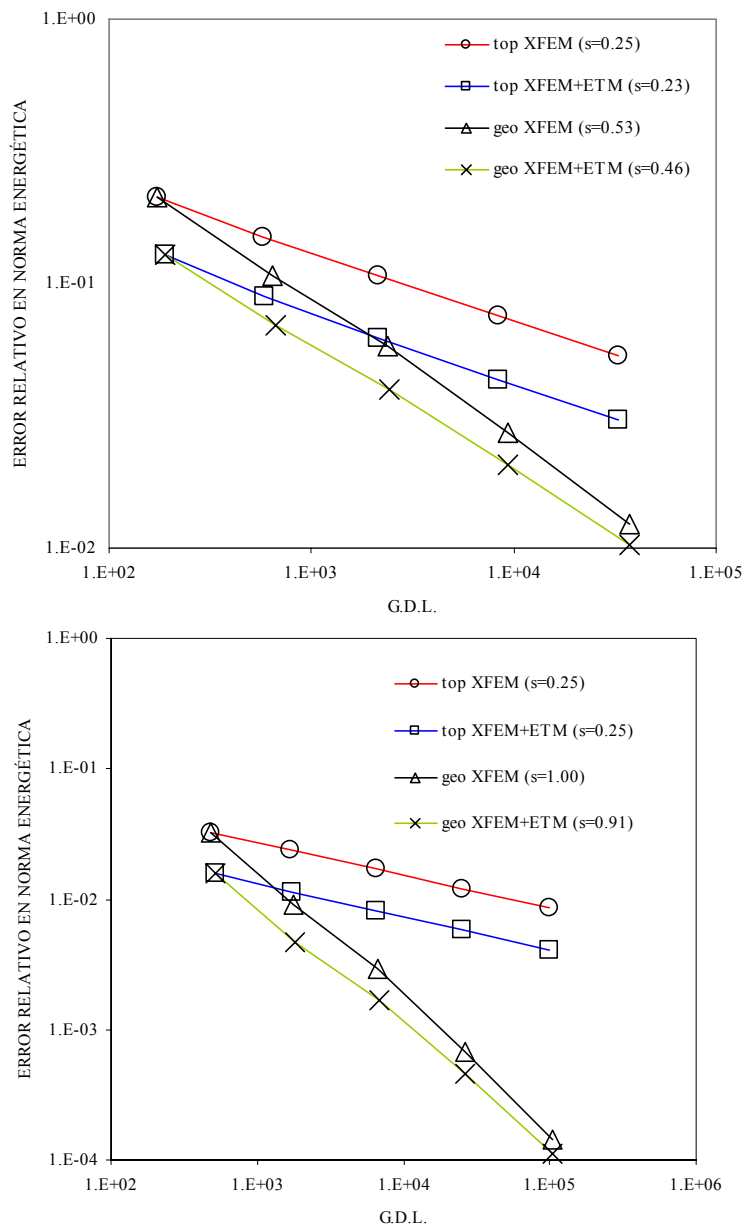 1.E+00
top XFEM (s=0.25)
top XFEM+ETM (s=0.23)
geo XFEM (s=0.53)
geo XFEM+ETM (s=0.46)
ERROR RELATIVO EN NORMA ENERGÉTICA
1.E-01
1.E-02
1.E+02
1.E+03
1.E+04
1.E+05
G.D.L.
1.E+00
top XFEM (s=0.25)
top XFEM+ETM (s=0.25)
geo XFEM (s=1.00)
geo XFEM+ETM (s=0.91)
ERROR RELATIVO EN NORMA ENERGÉTICA
1.E-01
1.E-02
1.E-03
1.E-04
1.E+02
1.E+03
1.E+04
1.E+05
1.E+06
G.D.L.